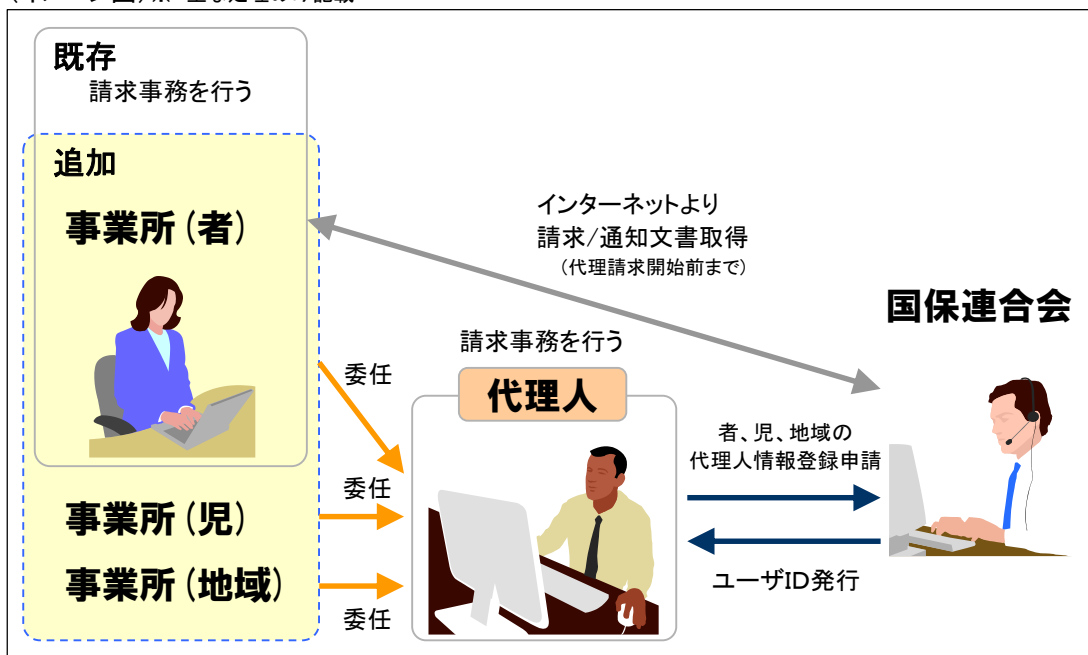 既存
請求事務を行う
追加
事業所(者)
インターネットより
請求/通知文書取得
(代理請求開始前まで)
国保連合会
請求事務を行う
代理人
委任
者、児、地域の
代理人情報登録申請
委任
事業所(児)
事業所(地域)
ユーザID発行
委任